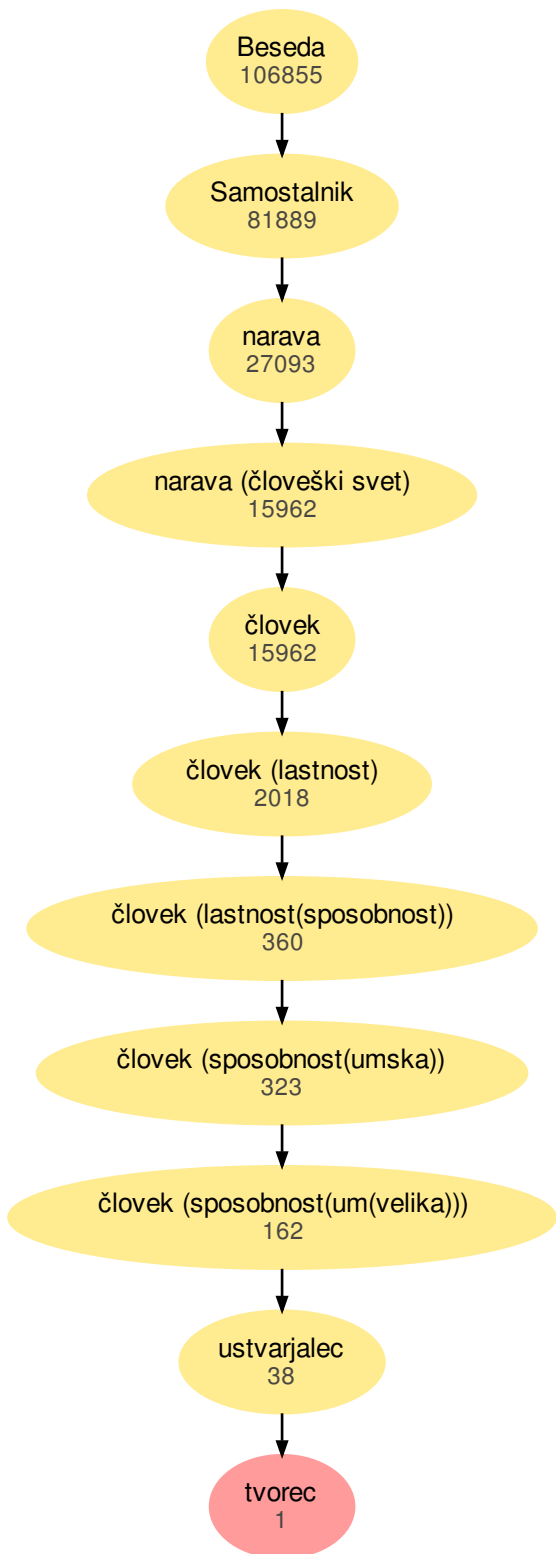 Beseda
106855
Samostalnik
81889
narava
27093
narava (človeški svet)
15962
človek
15962
človek (lastnost)
2018
človek (lastnost(sposobnost))
360
človek (sposobnost(umska))
323
človek (sposobnost(um(velika)))
162
ustvarjalec
38
tvorec
1